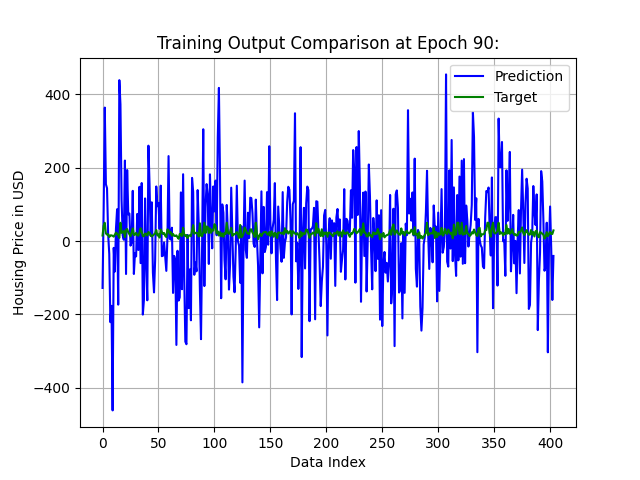 Training Output Comparison at Epoch 90:
Prediction
Target
400
200
0
−200
−400
Housing Price in USD
0 50 100 150 200 250 300 350 400
Data Index